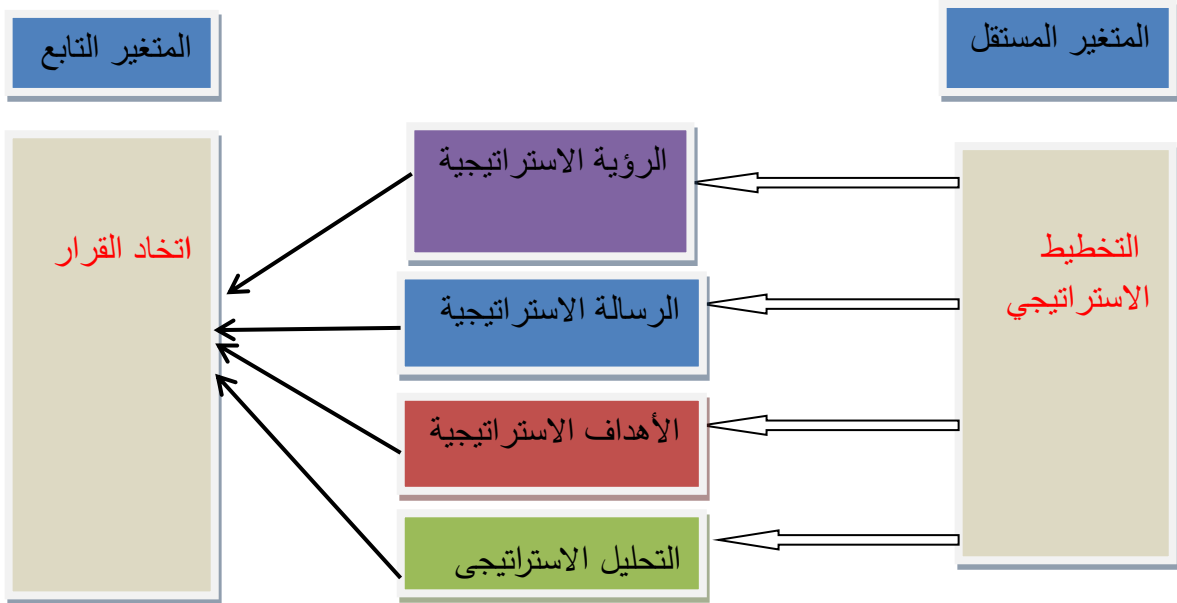 المتغير المستقل
المتغير التابع
الرؤية الاستراتيجية
التخطيط
الاستراتيجي
اتخاد القرار
الرسالة الاستراتيجية
الأهداف الاستراتيجية
التحليل الاستراتيجى